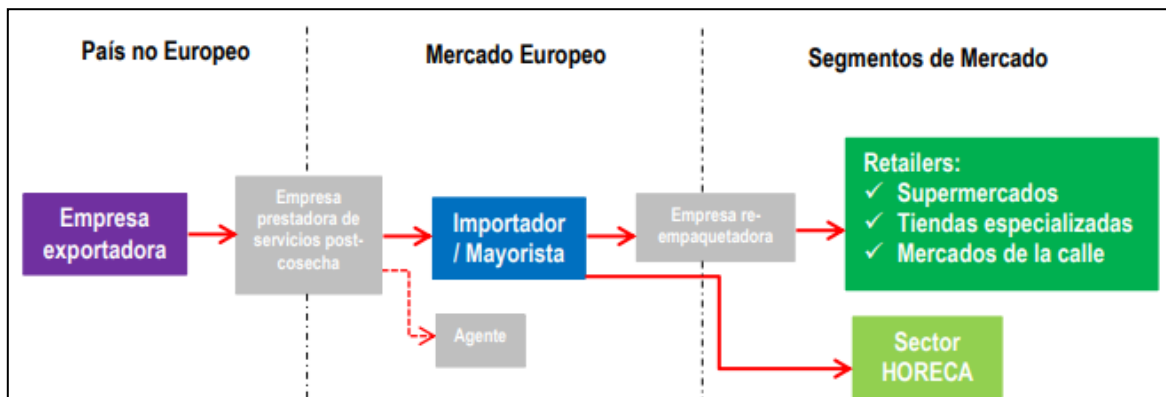 País no Europeo
Mercado Europeo
Segmentos de Mercado
Empresa
exportadora
Empresa
prestadora de
servicios post-
cosecha
Importador
/ Mayorista
Agente
Empresa re-
empaquetadora
Retailers:
✓ Supermercados
✓ Tiendas especializadas
✓ Mercados de la calle
Sector
HORECA